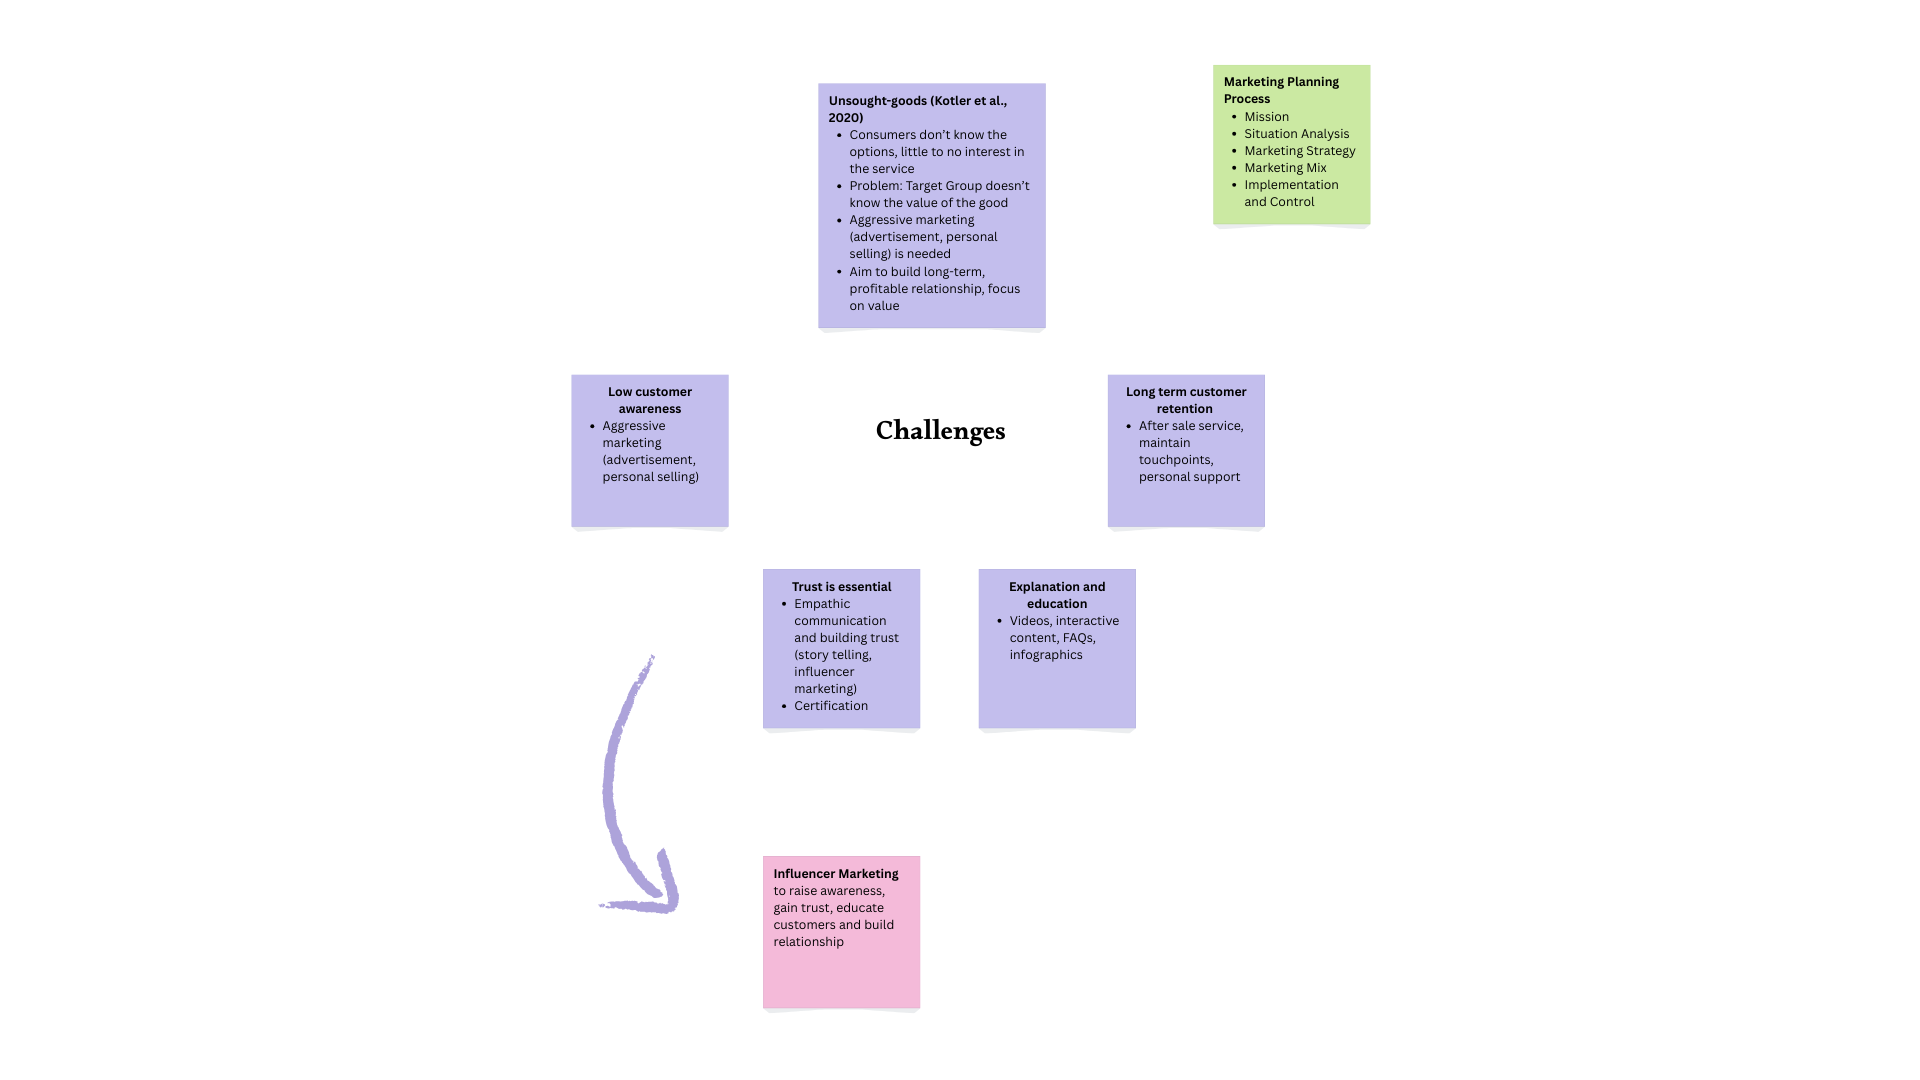 Unsought-goods (Kotler et al.,
2020)
• Consumers don’t know the
options, little to no interest in
the service
• Problem: Target Group doesn’t
know the value of the good
• Aggressive marketing
(advertisement, personal
selling) is needed
• Aim to build long-term,
profitable relationship, focus
on value
Marketing Planning
Process
• Mission
• Situation Analysis
• Marketing Strategy
• Marketing Mix
• Implementation
and Control
Low customer
awareness
• Aggressive
marketing
(advertisement,
personal selling)
Challenges
Long term customer
retention
• After sale service,
maintain
touchpoints,
personal support
Trust is essential
• Empathic
communication
and building trust
(story telling,
influencer
marketing)
• Certification
Explanation and
education
• Videos, interactive
content, FAQs,
infographics
Influencer Marketing
to raise awareness,
gain trust, educate
customers and build
relationship